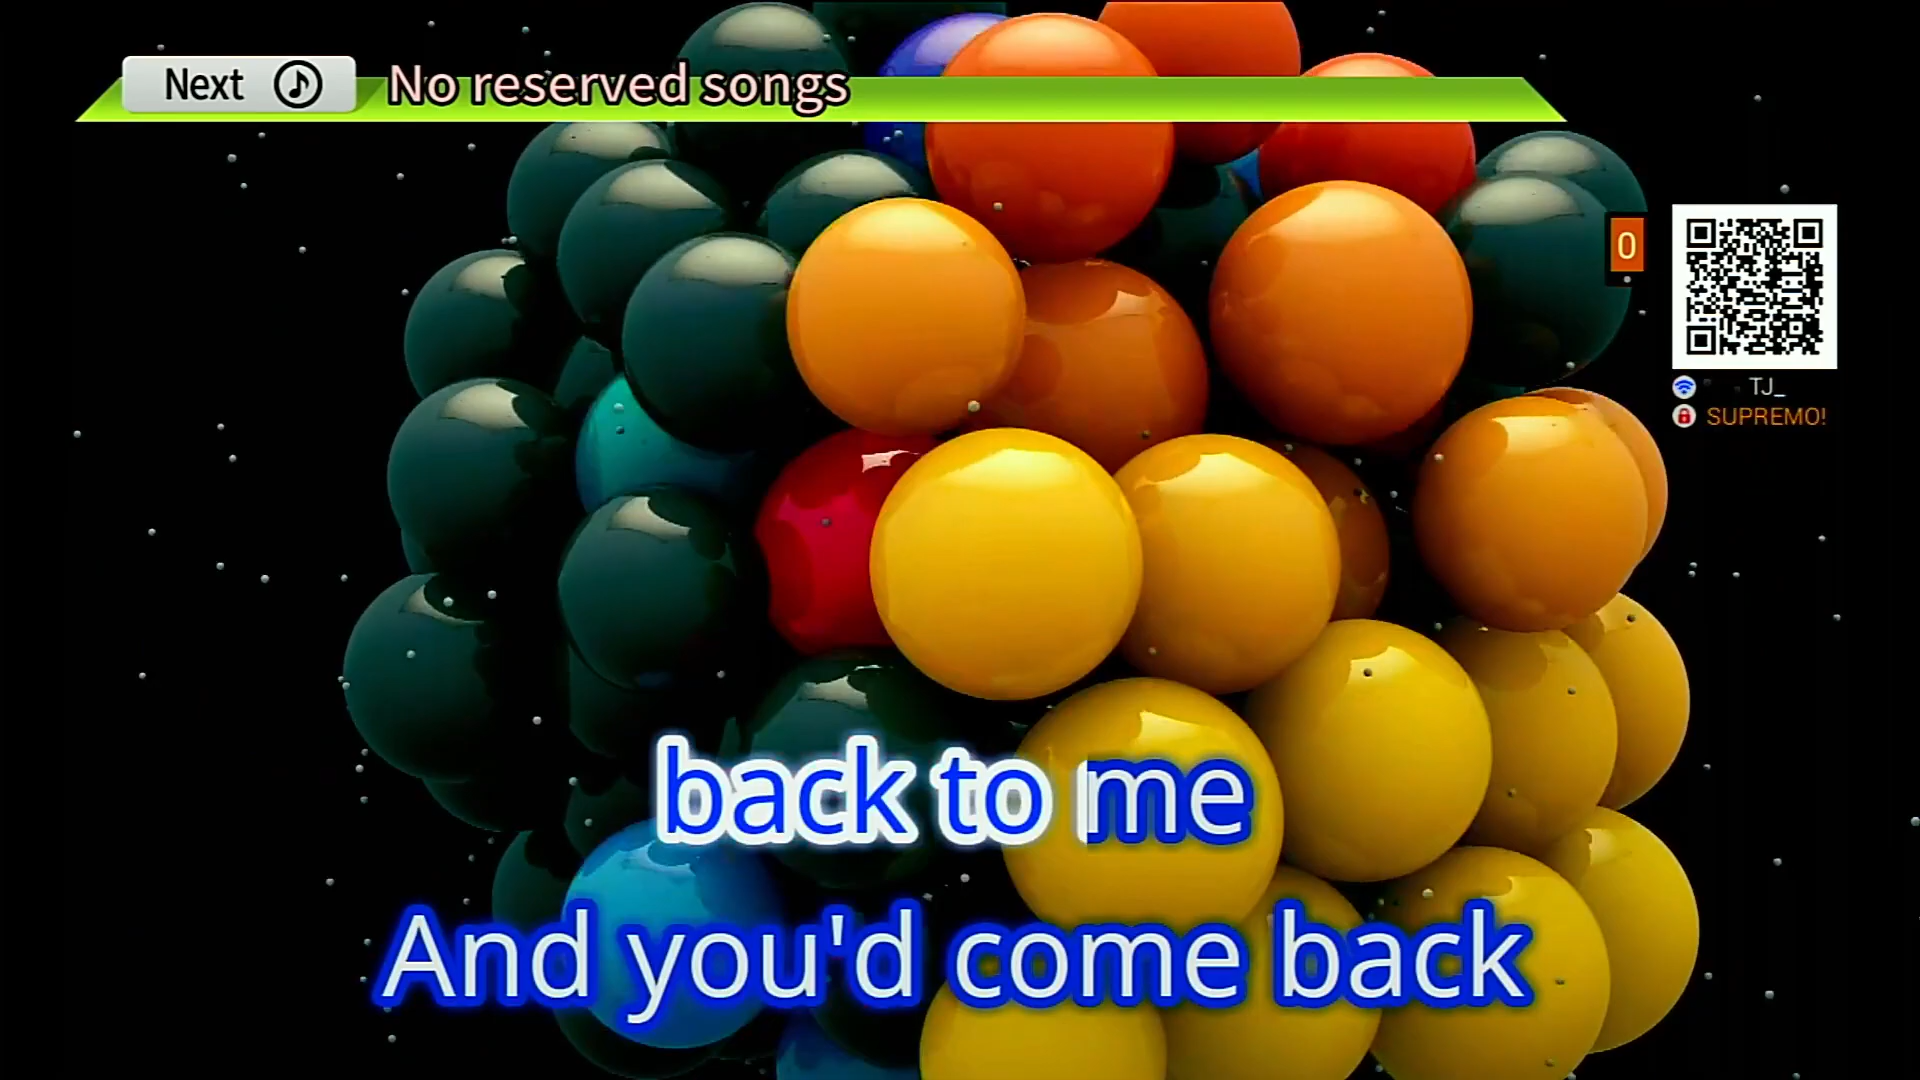 Next No reserved songs
0
TJ_
SUPREMO!
back to me
And you'd come back